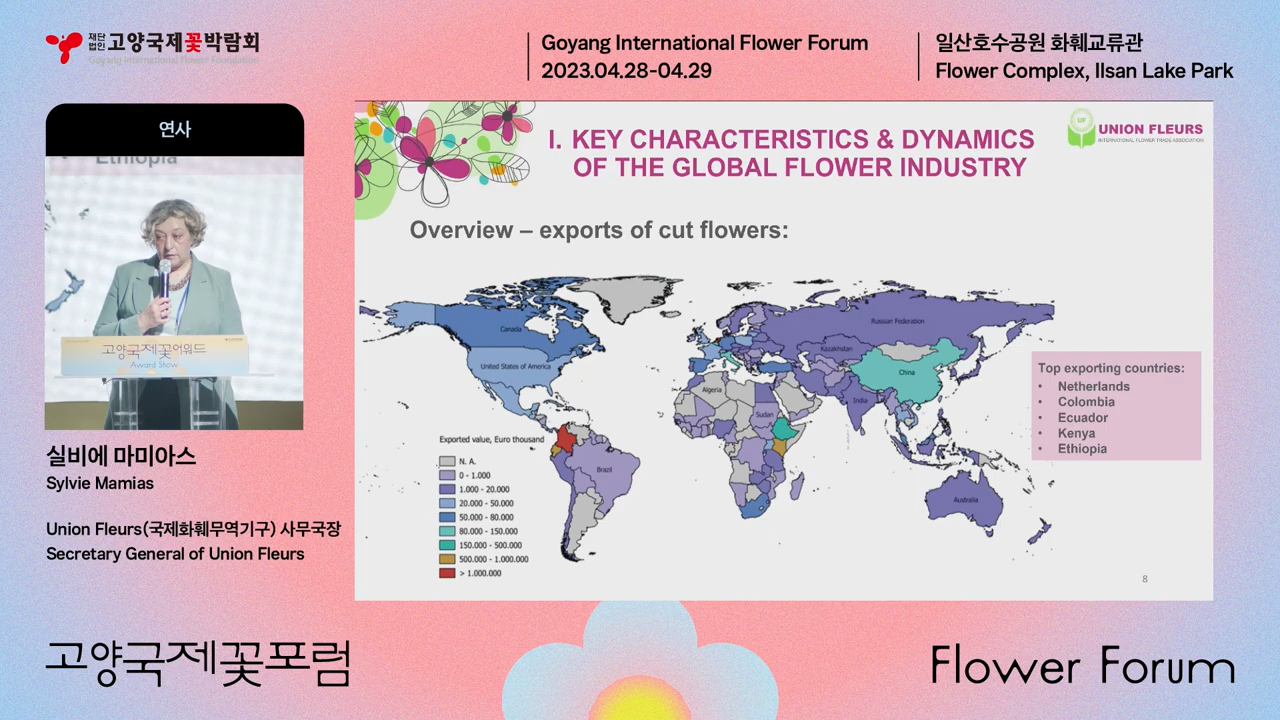 재단
법인
고양국제꽃박람회
Goyang International Flower Foundation
Goyang International Flower Forum
2023.04.28-04.29
일산호수공원 화훼교류관
Flower Complex, Ilsan Lake Park
연사
Ethiopia
고양국제꽃어워드
Award Show
실비에 마미아스
Sylvie Mamias
Union Fleurs(국제화훼무역기구) 사무국장
Secretary General of Union Fleurs
I. KEY CHARACTERISTICS & DYNAMICS
OF THE GLOBAL FLOWER INDUSTRY
UF
UNION FLEURS
INTERNATIONAL FLOWER TRADE ASSOCIATION
Overview – exports of cut flowers:
Canada
United States of America
Brazil
Algeria
Sudan
Russian Federation
Kazakhstan
China
India
Australia
Exported value, Euro thousand
N. A.
0 - 1.000
1.000 - 20.000
20.000 - 50.000
50.000 - 80.000
80.000 - 150.000
150.000 - 500.000
500.000 - 1.000.000
> 1.000.000
Top exporting countries:
• Netherlands
• Colombia
• Ecuador
• Kenya
• Ethiopia
8
고양국제꽃포럼
Flower Forum